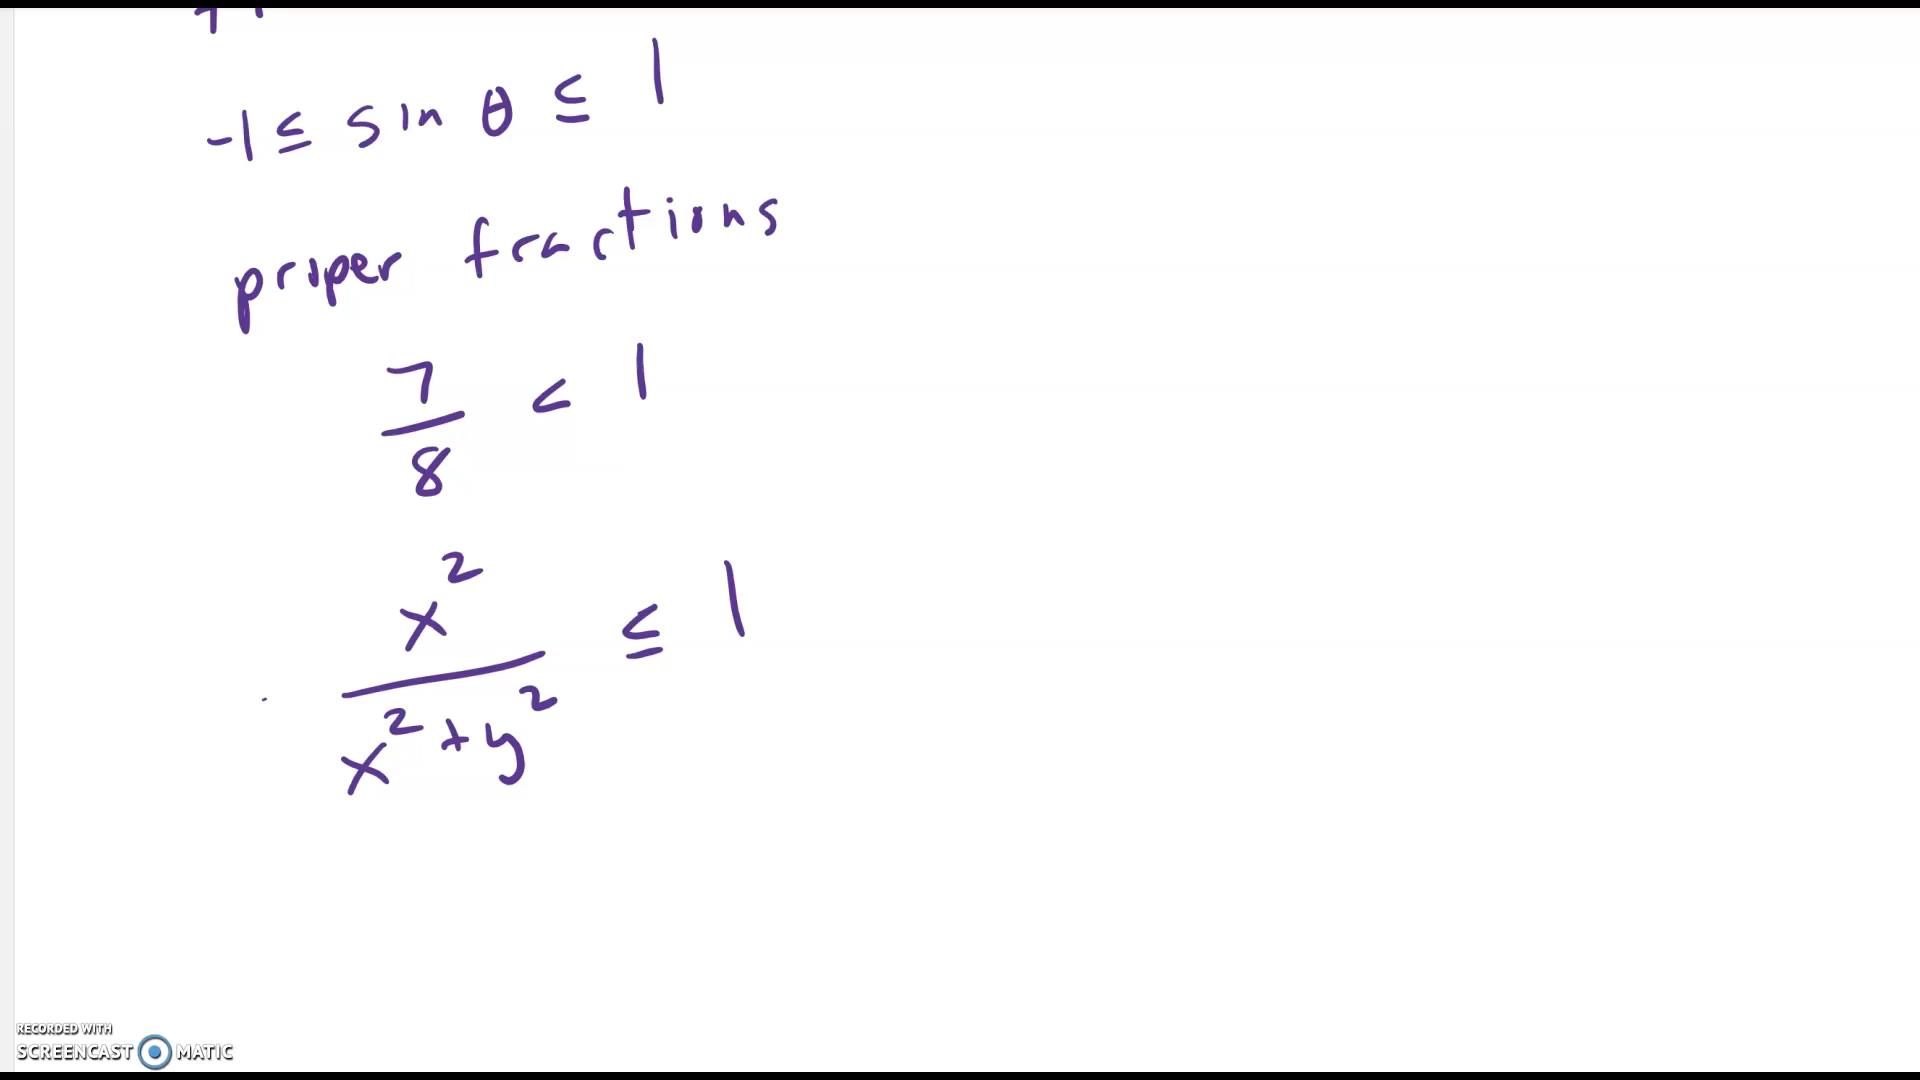 -1 ≤ sin θ ≤ 1
proper fractions
7/8 < 1
x²/(x²+y²) ≤ 1
RECORDED WITH
SCREENCAST MATIC